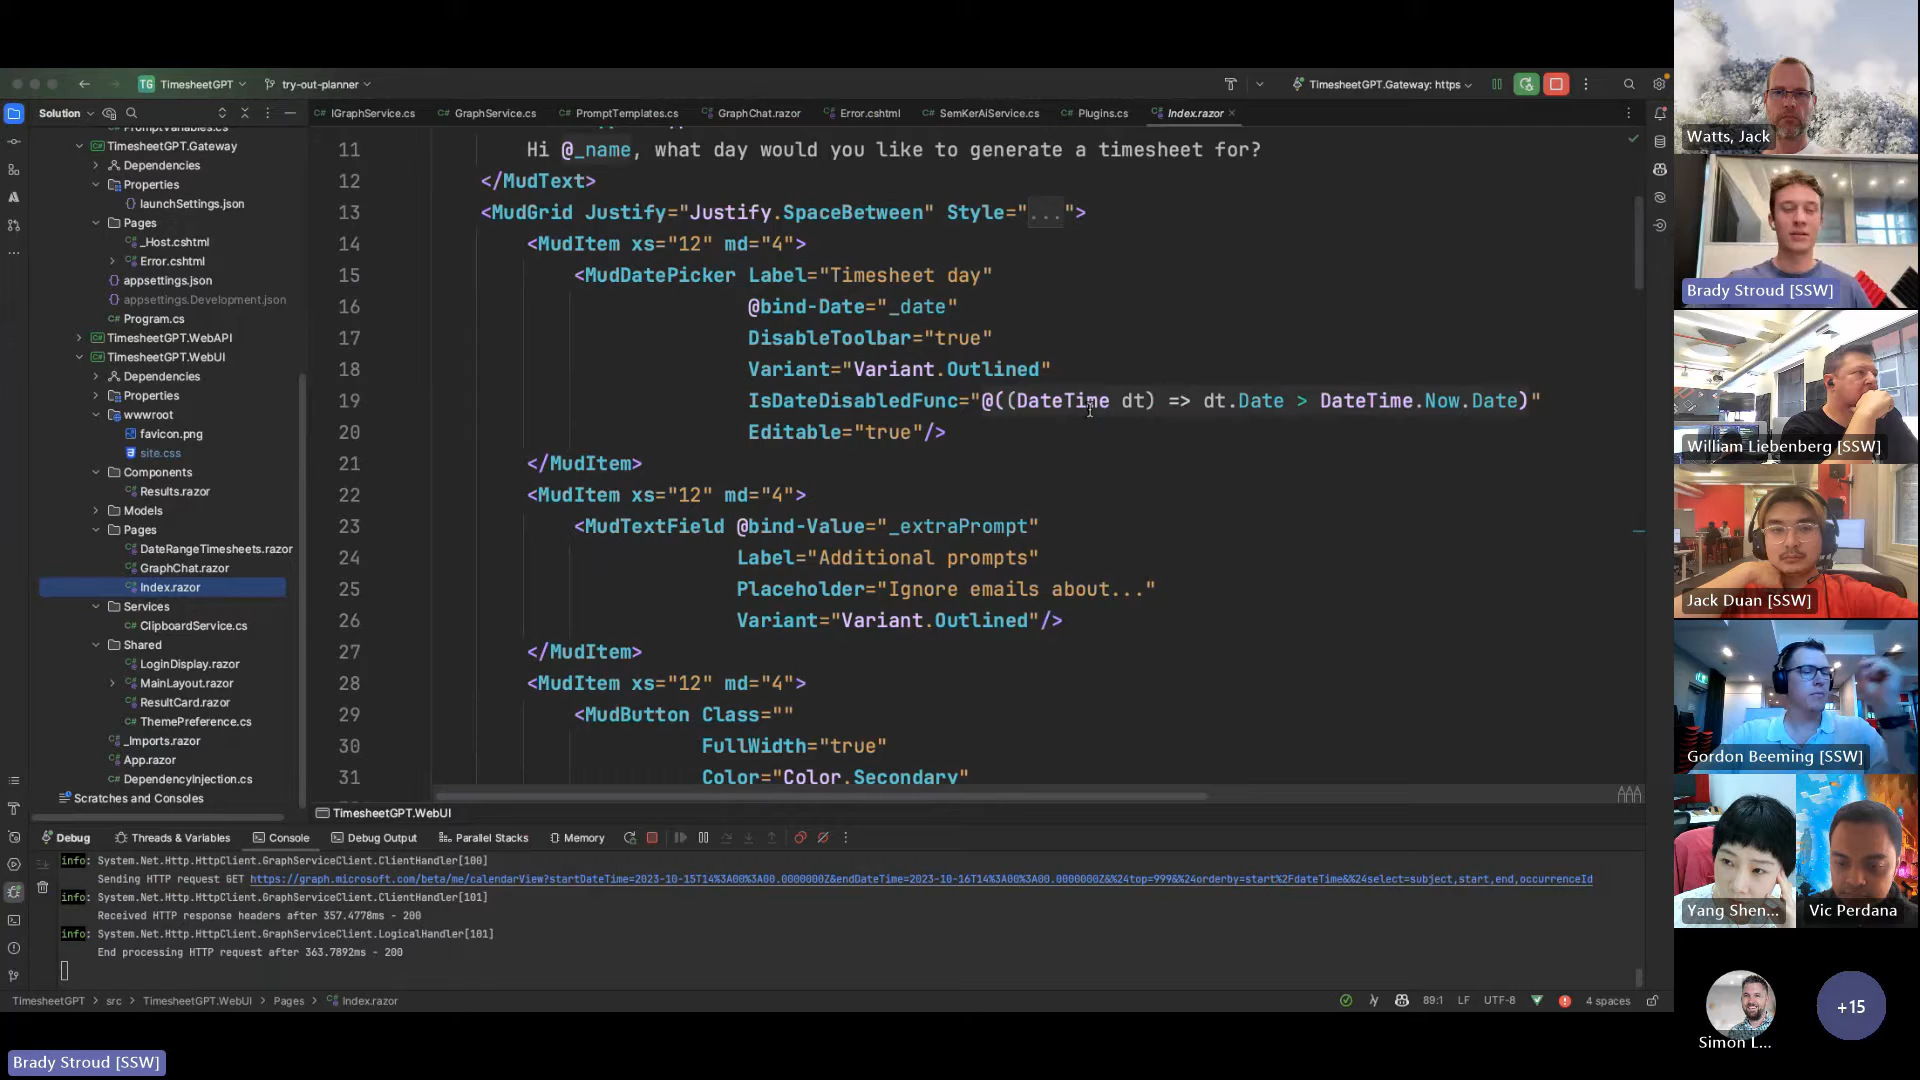 TG TimesheetGPT
try-out-planner
TimesheetGPT.Gateway: https
Solution
IGraphService.cs
GraphService.cs
PromptTemplates.cs
GraphChat.razor
Error.cshtml
SemKerAiService.cs
Plugins.cs
Index.razor
PromptVariables.cs
TimesheetGPT.Gateway
Dependencies
Properties
launchSettings.json
Pages
_Host.cshtml
Error.cshtml
appsettings.json
appsettings.Development.json
Program.cs
TimesheetGPT.WebAPI
TimesheetGPT.WebUI
Dependencies
Properties
wwwroot
favicon.png
site.css
Components
Results.razor
Models
Pages
DateRangeTimesheets.razor
GraphChat.razor
Index.razor
Services
ClipboardService.cs
Shared
LoginDisplay.razor
MainLayout.razor
ResultCard.razor
ThemePreference.cs
_Imports.razor
App.razor
DependencyInjection.cs
Scratches and Consoles
11 Hi @_name, what day would you like to generate a timesheet for?
12 </MudText>
13 <MudGrid Justify="Justify.SpaceBetween" Style="...">
14 <MudItem xs="12" md="4">
15 <MudDatePicker Label="Timesheet day"
16 @bind-Date="_date"
17 DisableToolbar="true"
18 Variant="Variant.Outlined"
19 IsDateDisabledFunc="@((DateTime dt) => dt.Date > DateTime.Now.Date)"
20 Editable="true"/>
21 </MudItem>
22 <MudItem xs="12" md="4">
23 <MudTextField @bind-Value="_extraPrompt"
24 Label="Additional prompts"
25 Placeholder="Ignore emails about..."
26 Variant="Variant.Outlined"/>
27 </MudItem>
28 <MudItem xs="12" md="4">
29 <MudButton Class=""
30 FullWidth="true"
31 Color="Color.Secondary"
TimesheetGPT.WebUI
Debug
Threads & Variables
Console
Debug Output
Parallel Stacks
Memory
info: System.Net.Http.HttpClient.GraphServiceClient.ClientHandler[100]
Sending HTTP request GET https://graph.microsoft.com/beta/me/calendarView?startDateTime=2023-10-15T14%3A00%3A00.0000000Z&endDateTime=2023-10-16T14%3A00%3A00.0000000Z&%24top=999&%24orderby=start%2FdateTime&%24select=subject,start,end,occurrenceId
info: System.Net.Http.HttpClient.GraphServiceClient.ClientHandler[101]
Received HTTP response headers after 357.4778ms - 200
info: System.Net.Http.HttpClient.GraphServiceClient.LogicalHandler[101]
End processing HTTP request after 363.7892ms - 200
TimesheetGPT
src
TimesheetGPT.WebUI
Pages
Index.razor
89:1
LF
UTF-8
4 spaces
Watts, Jack
Brady Stroud [SSW]
William Liebenberg [SSW]
Jack Duan [SSW]
Gordon Beeming [SSW]
Yang Shen...
Vic Perdana
Simon L...
+15
Brady Stroud [SSW]